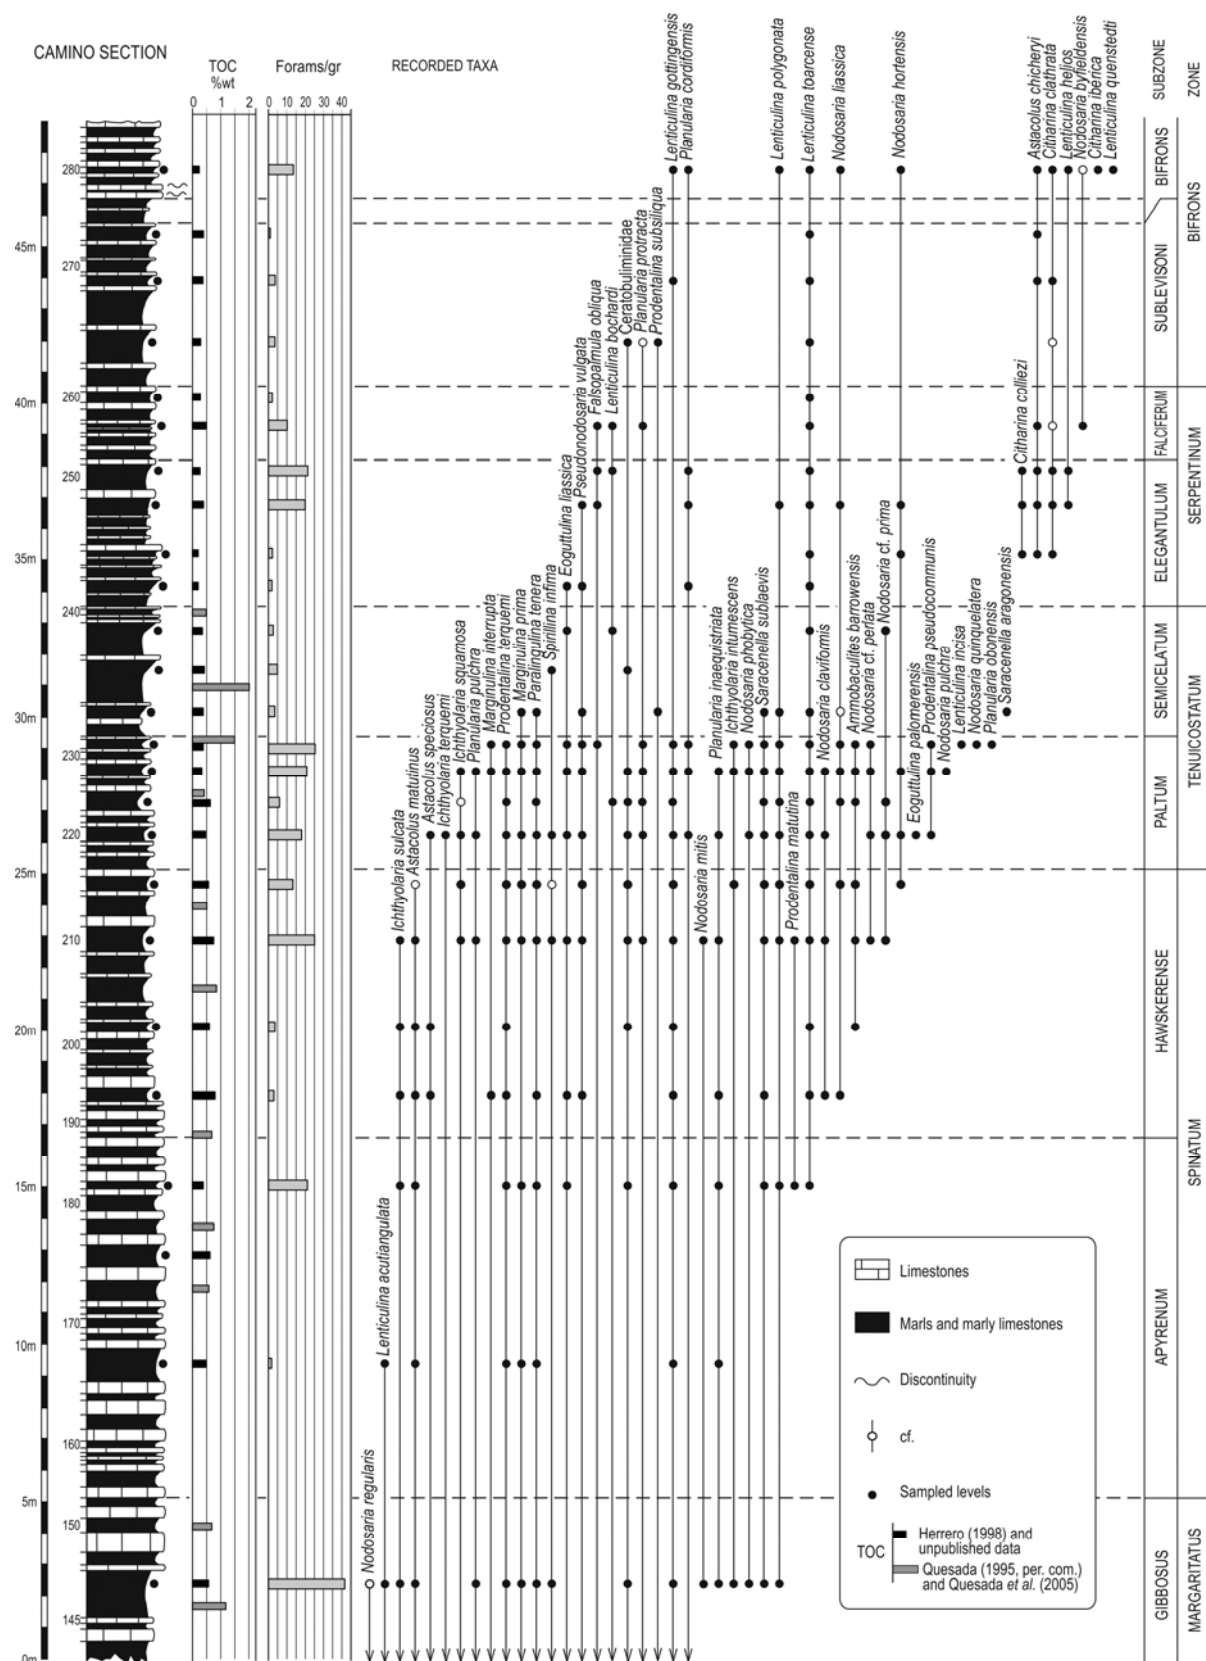 CAMINO SECTION
TOC
%wt
0 1 2
Forams/gr
0 10 20 30 40
RECORDED TAXA
SUBZONE
ZONE
Nodosaria regularis
Lenticulina acutiangulata
Ichthyolaria sulcata
Astacolus matutinus
Astacolus speciosus
Ichthyolaria terquemi
Ichthyolaria squamosa
Planularia pulchra
Marginulina interrupta
Prodentalina terquemi
Marginulina prima
Paralingulina tenera
Spirillina infima
Eoguttulina liassica
Pseudonodosaria vulgata
Falsopalmula obliqua
Lenticulina bochardi
Ceratobuliminidae
Planularia protracta
Prodentalina subsiliqua
Lenticulina gottingensis
Planularia cordiformis
Nodosaria mitis
Planularia inaequistriata
Ichthyolaria intumescens
Nodosaria phobytica
Saracenella sublaevis
Lenticulina polygonata
Prodentalina matutina
Lenticulina toarcense
Nodosaria claviformis
Nodosaria liassica
Ammobaculites barrowensis
Nodosaria cf. perlata
Nodosaria cf. prima
Nodosaria hortensis
Eoguttulina palomerensis
Prodentalina pseudocommunis
Nodosaria pulchra
Lenticulina incisa
Nodosaria quinquelatera
Planularia obonensis
Saracenella aragonensis
Citharina colliezi
Astacolus chicheryi
Citharina clathrata
Lenticulina helios
Nodosaria byfieldensis
Citharina iberica
Lenticulina quenstedti
280
45m
270
40m
260
250
35m
240
30m
230
220
25m
210
20m
200
190
15m
180
170
10m
160
5m
150
145
0m
BIFRONS
SUBLEVISONI
FALCIFERUM
ELEGANTULUM
SEMICELATUM
PALTUM
HAWSKERENSE
APYRENUM
GIBBOSUS
BIFRONS
SERPENTINUM
TENUICOSTATUM
SPINATUM
MARGARITATUS
Limestones
Marls and marly limestones
Discontinuity
cf.
Sampled levels
TOC
Herrero (1998) and
unpublished data
Quesada (1995, per. com.)
and Quesada et al. (2005)